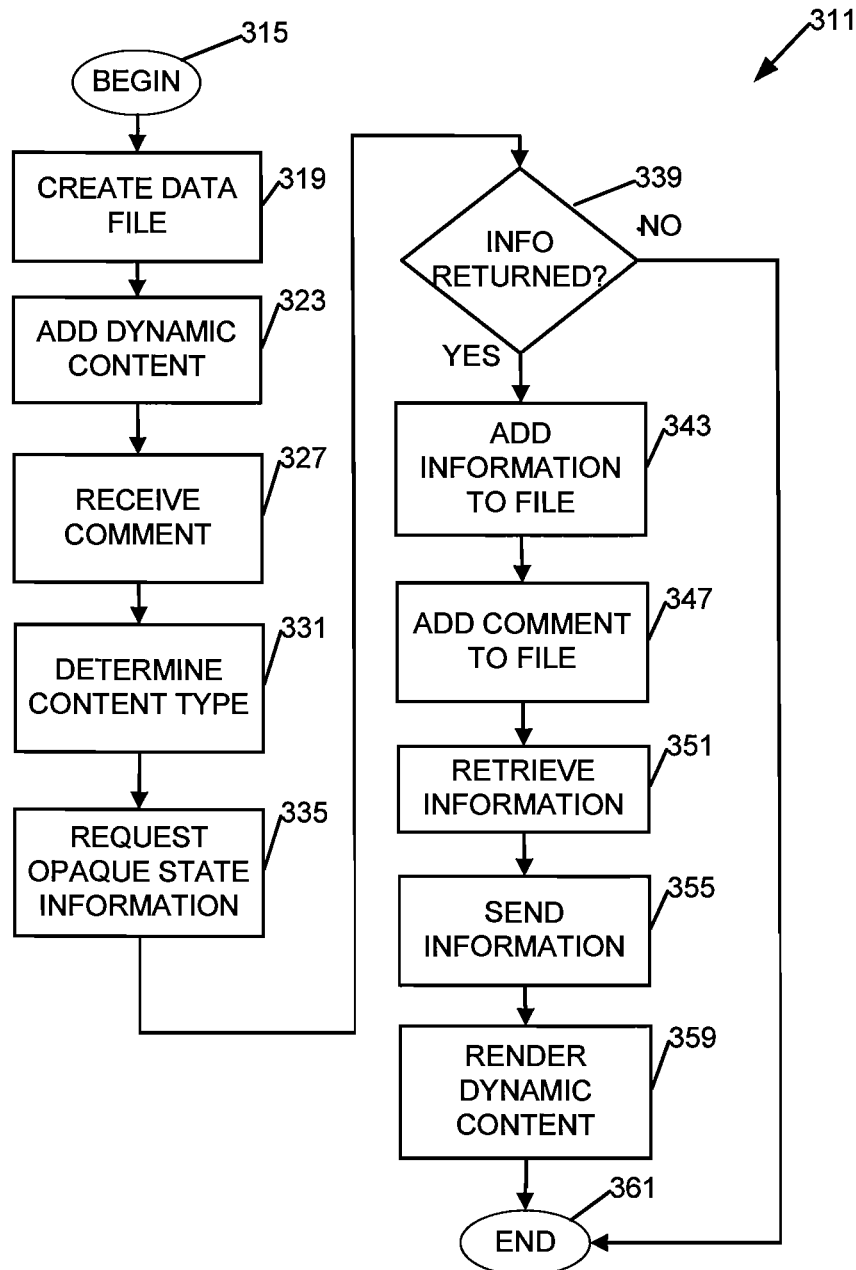 315
BEGIN
311
CREATE DATA
FILE
319
ADD DYNAMIC
CONTENT
323
RECEIVE
COMMENT
327
DETERMINE
CONTENT TYPE
331
REQUEST
OPAQUE STATE
INFORMATION
335
INFO
RETURNED?
339
NO
YES
ADD
INFORMATION
TO FILE
343
ADD COMMENT
TO FILE
347
RETRIEVE
INFORMATION
351
SEND
INFORMATION
355
RENDER
DYNAMIC
CONTENT
359
END
361